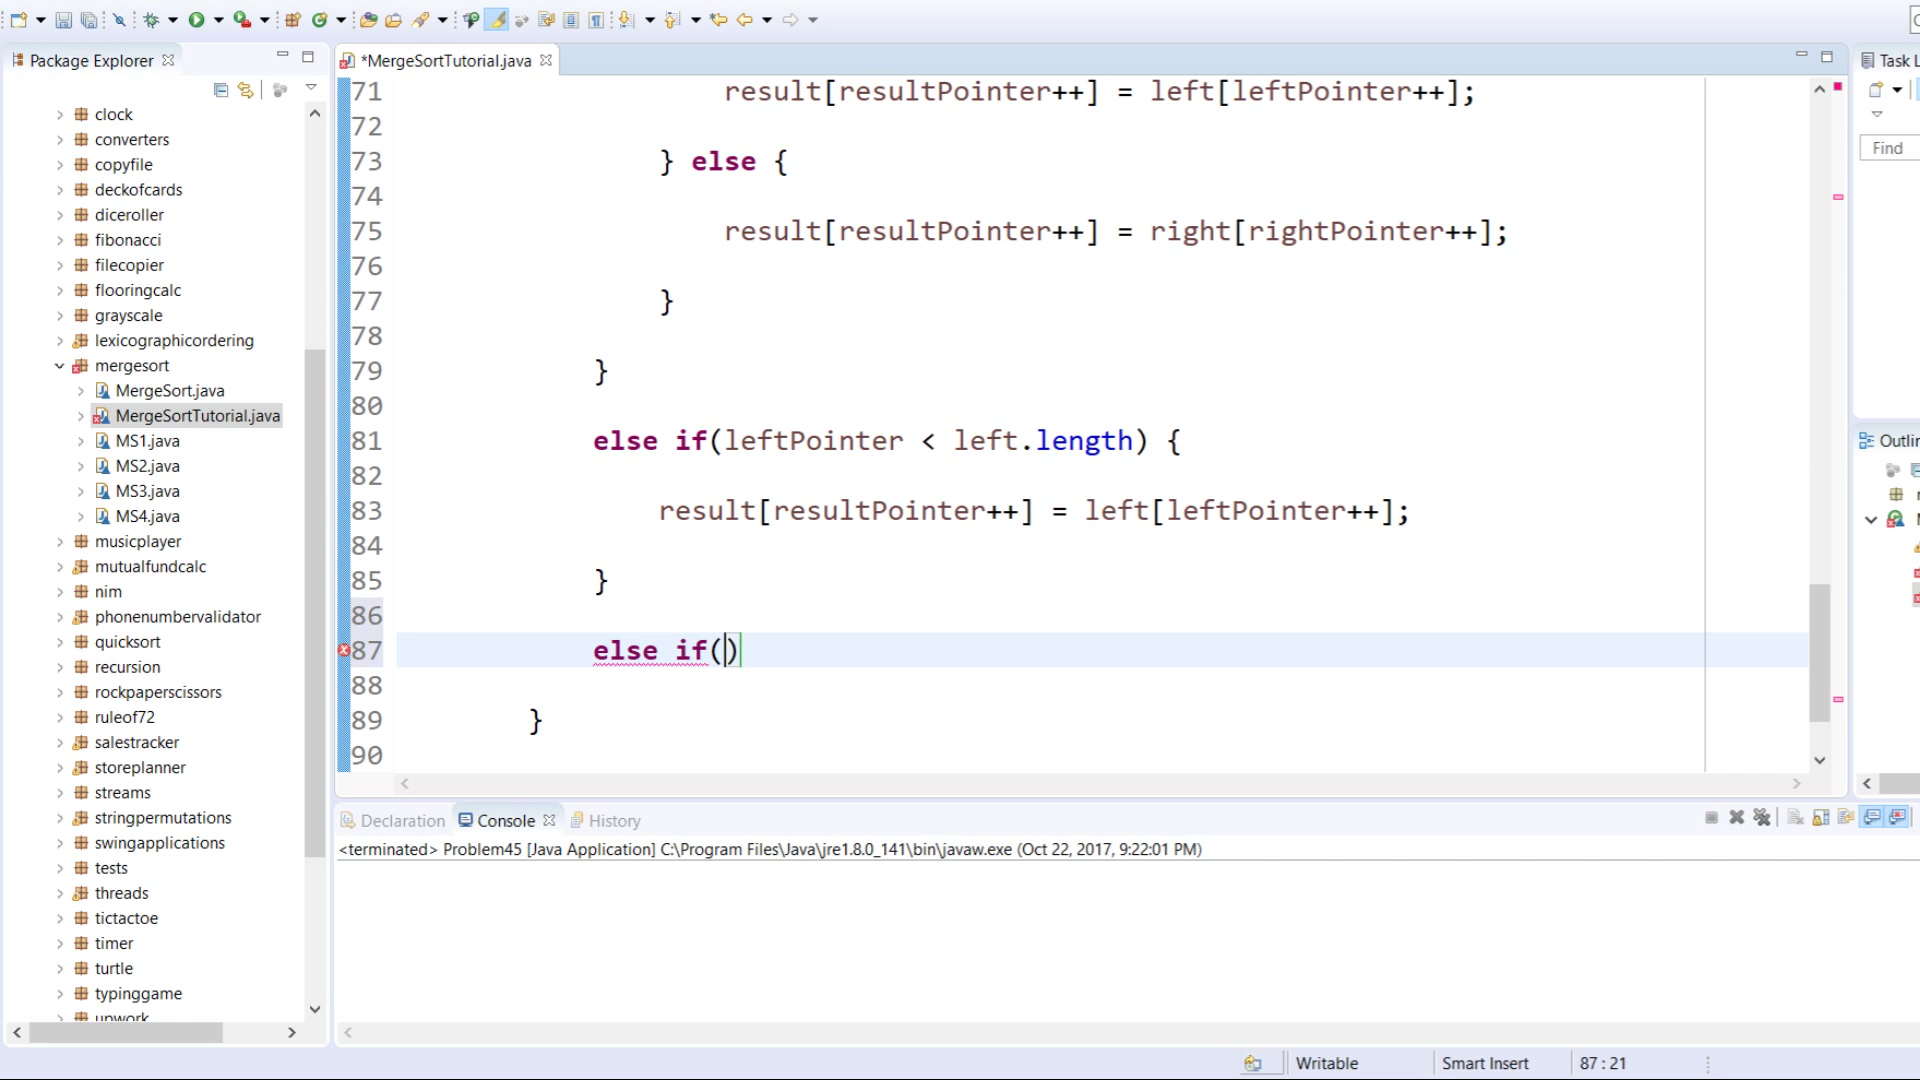 Package Explorer
*MergeSortTutorial.java
Task L
clock
converters
copyfile
deckofcards
diceroller
fibonacci
filecopier
flooringcalc
grayscale
lexicographicordering
mergesort
MergeSort.java
MergeSortTutorial.java
MS1.java
MS2.java
MS3.java
MS4.java
musicplayer
mutualfundcalc
nim
phonenumbervalidator
quicksort
recursion
rockpaperscissors
ruleof72
salestracker
storeplanner
streams
stringpermutations
swingapplications
tests
threads
tictactoe
timer
turtle
typinggame
upwork
71 result[resultPointer++] = left[leftPointer++];
72
73 } else {
74
75 result[resultPointer++] = right[rightPointer++];
76
77 }
78
79 }
80
81 else if(leftPointer < left.length) {
82
83 result[resultPointer++] = left[leftPointer++];
84
85 }
86
87 else if()
88
89 }
90
Find
Outlin
Declaration Console History
<terminated> Problem45 [Java Application] C:\Program Files\Java\jre1.8.0_141\bin\javaw.exe (Oct 22, 2017, 9:22:01 PM)
Writable Smart Insert 87 : 21